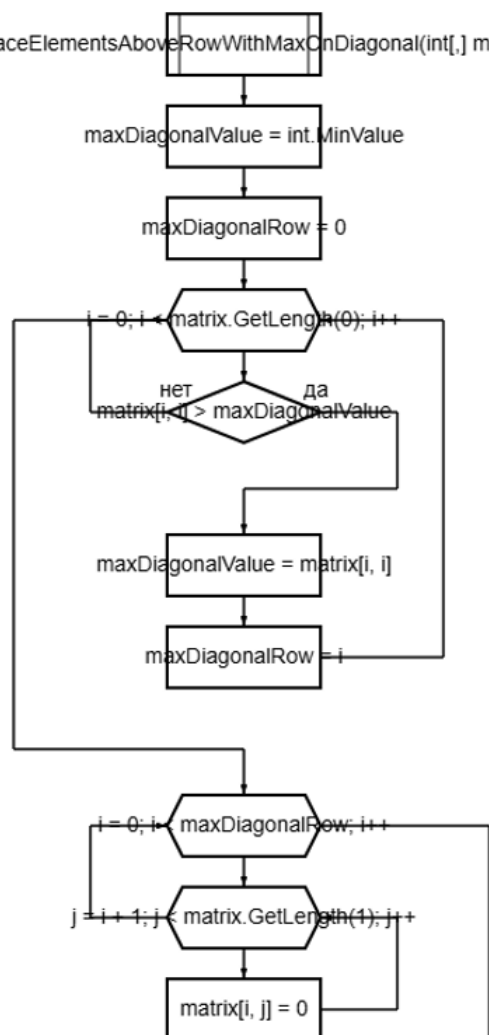 aceElementsAboveRowWithMaxOnDiagonal(int[,] m
maxDiagonalValue = int.MinValue
maxDiagonalRow = 0
i = 0; i < matrix.GetLength(0); i++
нет да
matrix[i, i] > maxDiagonalValue
maxDiagonalValue = matrix[i, i]
maxDiagonalRow = i
i = 0; i < maxDiagonalRow; i++
j = i + 1; j < matrix.GetLength(1); j++
matrix[i, j] = 0